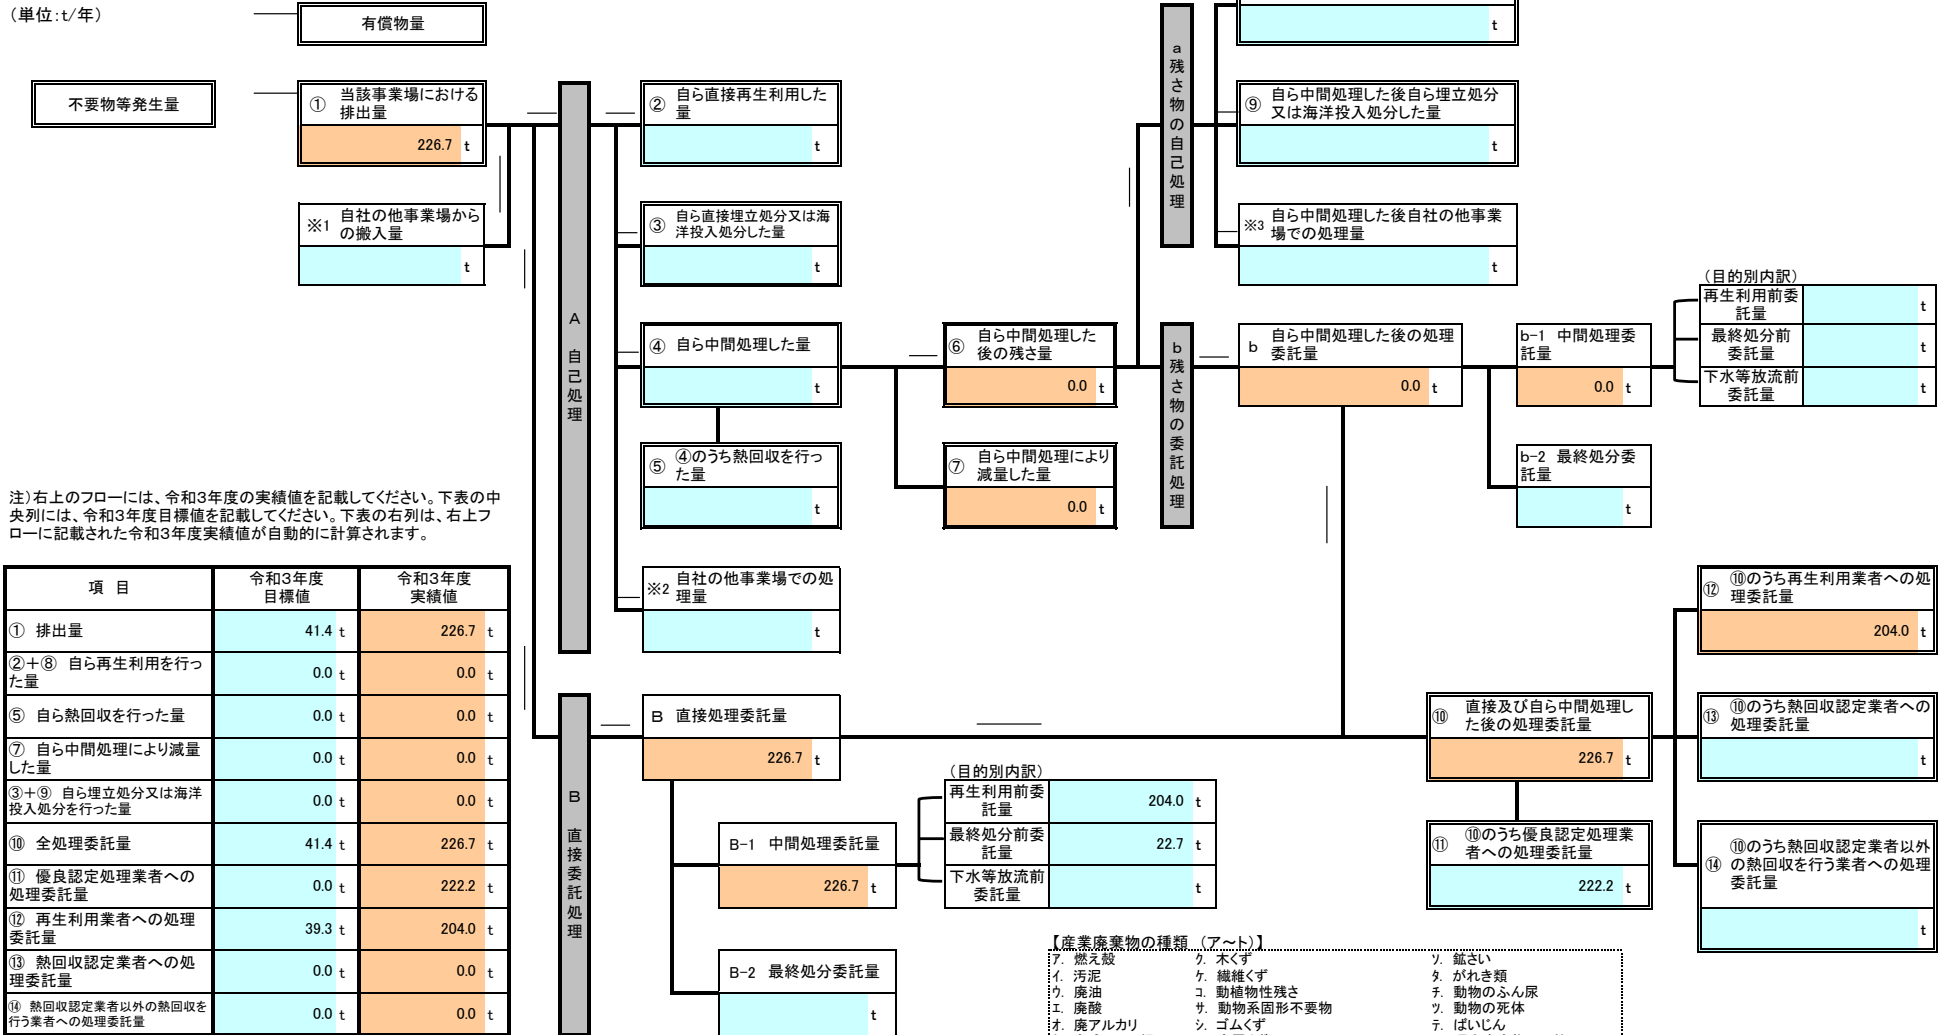 (単位:t/年)
有償物量
t
不要物等発生量
① 当該事業場における
排出量
226.7 t
※1 自社の他事業場から
の搬入量
t
A 自己処理
② 自ら直接再生利用した
量
t
③ 自ら直接埋立処分又は海
洋投入処分した量
t
④ 自ら中間処理した量
t
⑤ ④のうち熱回収を行っ
た量
t
※2 自社の他事業場での処
理量
t
⑥ 自ら中間処理した
後の残さ量
0.0 t
⑦ 自ら中間処理により
減量した量
0.0 t
a 残さ物の自己処理
⑨ 自ら中間処理した後自ら埋立処分
又は海洋投入処分した量
t
※3 自ら中間処理した後自社の他事業
場での処理量
t
b 残さ物の委託処理
b 自ら中間処理した後の処理
委託量
0.0 t
b-1 中間処理委
託量
0.0 t
b-2 最終処分委
託量
t
(目的別内訳)
再生利用前委
託量
t
最終処分前
委託量
t
下水等放流前
委託量
t
注)右上のフローには、令和3年度の実績値を記載してください。下表の中
央列には、令和3年度目標値を記載してください。下表の右列は、右上フ
ローに記載された令和3年度実績値が自動的に計算されます。
項 目 令和3年度 目標値 令和3年度 実績値
① 排出量 41.4 t 226.7 t
②+⑧ 自ら再生利用を行っ
た量 0.0 t 0.0 t
⑤ 自ら熱回収を行った量 0.0 t 0.0 t
⑦ 自ら中間処理により減量
した量 0.0 t 0.0 t
③+⑨ 自ら埋立処分又は海洋
投入処分を行った量 0.0 t 0.0 t
⑩ 全処理委託量 41.4 t 226.7 t
⑪ 優良認定処理業者への
処理委託量 0.0 t 222.2 t
⑫ 再生利用業者への処理
委託量 39.3 t 204.0 t
⑬ 熱回収認定業者への処
理委託量 0.0 t 0.0 t
⑭ 熱回収認定業者以外の熱回収を
行う業者への処理委託量 0.0 t 0.0 t
B 直接委託処理
B 直接処理委託量
226.7 t
B-1 中間処理委託量
226.7 t
B-2 最終処分委託量
t
(目的別内訳)
再生利用前委
託量
204.0 t
最終処分前委
託量
22.7 t
下水等放流前
委託量
t
⑩ 直接及び自ら中間処理し
た後の処理委託量
226.7 t
⑪ ⑩のうち優良認定処理業
者への処理委託量
222.2 t
⑫ ⑩のうち再生利用業者への処
理委託量
204.0 t
⑬ ⑩のうち熱回収認定業者への
処理委託量
t
⑭ ⑩のうち熱回収認定業者以外
の熱回収を行う業者への処理
委託量
t
【産業廃棄物の種類 (ア～ト)】
ア. 燃え殻 ク. 木くず ソ. 鉱さい
イ. 汚泥 ケ. 繊維くず タ. がれき類
ウ. 廃油 コ. 動植物性残さ チ. 動物のふん尿
エ. 廃酸 サ. 動物系固形不要物 ツ. 動物の死体
オ. 廃アルカリ シ. ゴムくず テ. ばいじん